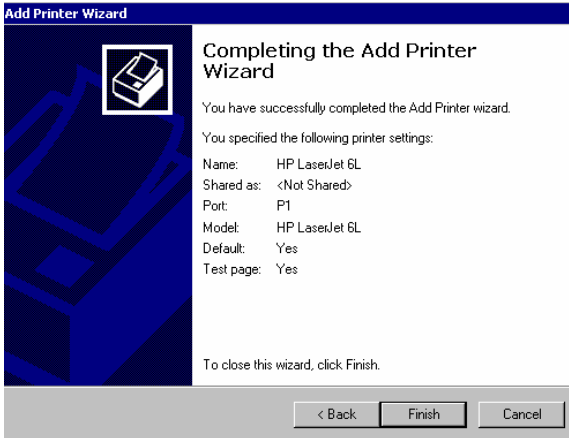 Add Printer Wizard
Completing the Add Printer
Wizard
You have successfully completed the Add Printer wizard.
You specified the following printer settings:
Name: HP LaserJet 6L
Shared as: <Not Shared>
Port: P1
Model: HP LaserJet 6L
Default: Yes
Test page: Yes
To close this wizard, click Finish.
< Back Finish Cancel